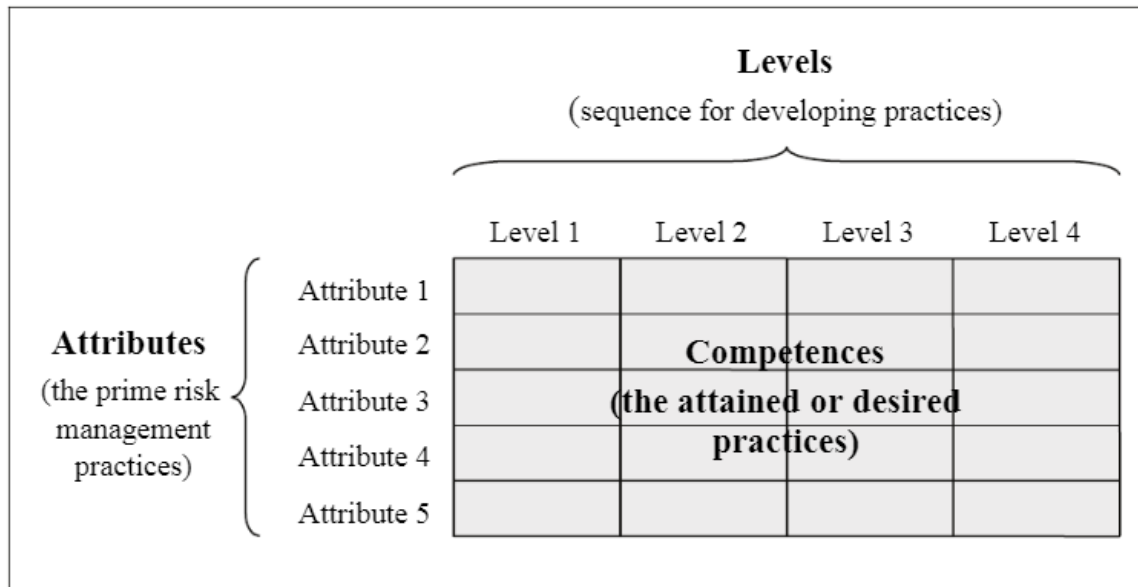 Levels
(sequence for developing practices)
Level 1 Level 2 Level 3 Level 4
Attribute 1
Attribute 2
Attribute 3
Attribute 4
Attribute 5
Attributes
(the prime risk
management
practices)
Competences
(the attained or desired
practices)